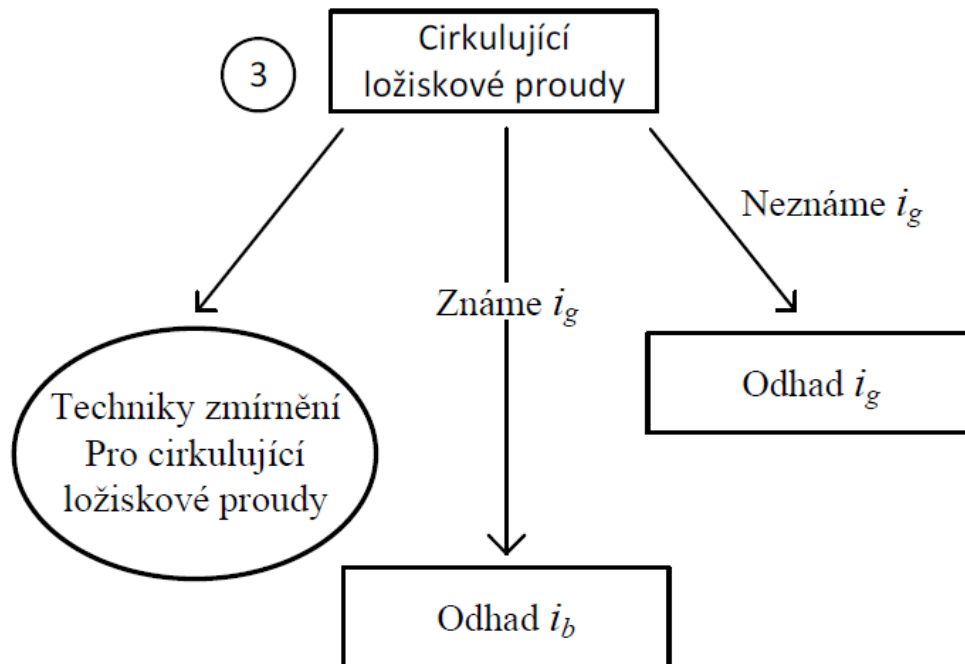 Cirkulující
ložiskové proudy
3
Neznáme i_g
Známe i_g
Odhad i_g
Techniky zmírnění
Pro cirkulující
ložiskové proudy
Odhad i_b